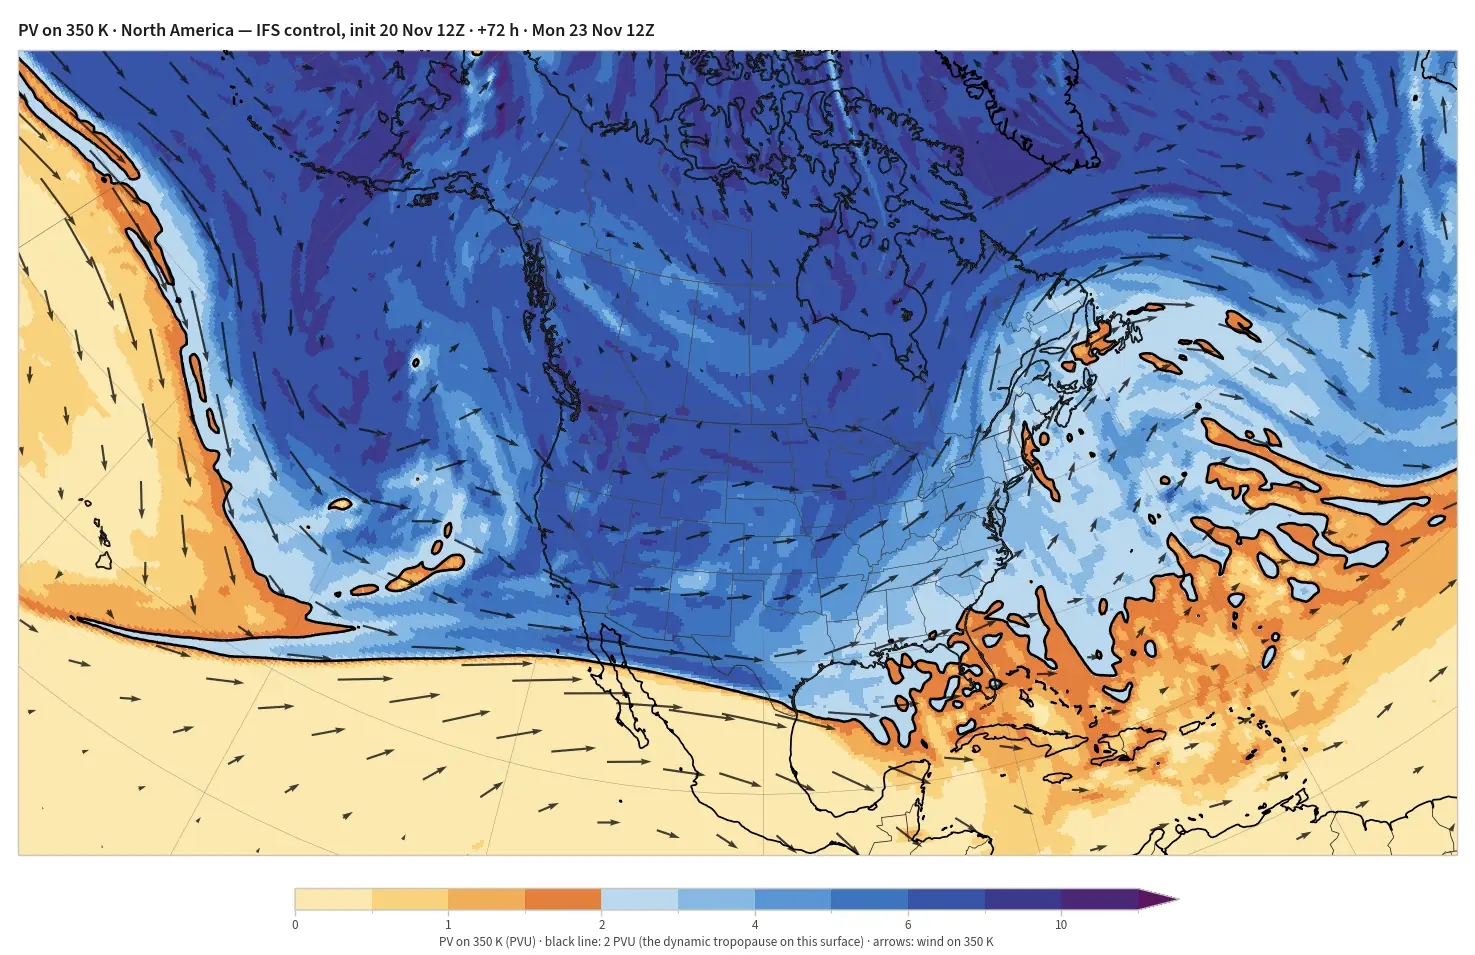 PV on 350 K · North America — IFS control, init 20 Nov 12Z · +72 h · Mon 23 Nov 12Z
0 1 2 4 6 10
PV on 350 K (PVU) · black line: 2 PVU (the dynamic tropopause on this surface) · arrows: wind on 350 K